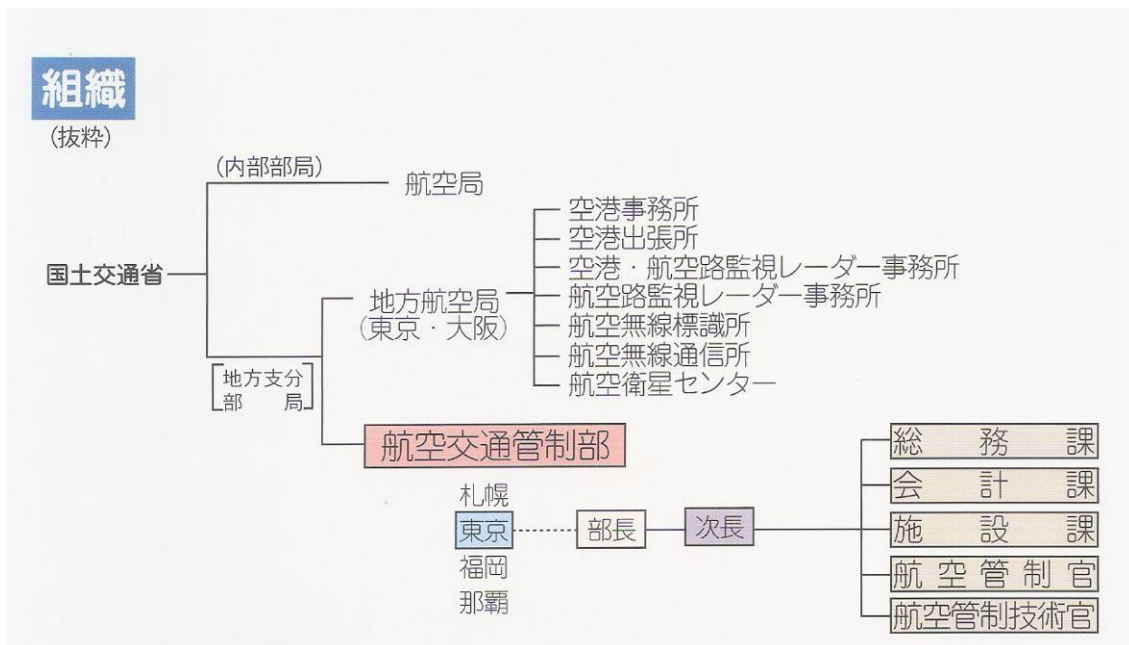 組織
(抜粋)
(内部部局)
航空局
国土交通省
地方航空局
(東京・大阪)
空港事務所
空港出張所
空港・航空路監視レーダー事務所
航空路監視レーダー事務所
航空無線標識所
航空無線通信所
航空衛星センター
地方支分
部局
航空交通管制部
札幌
東京
福岡
那覇
部長
次長
総務課
会計課
施設課
航空管制官
航空管制技術官